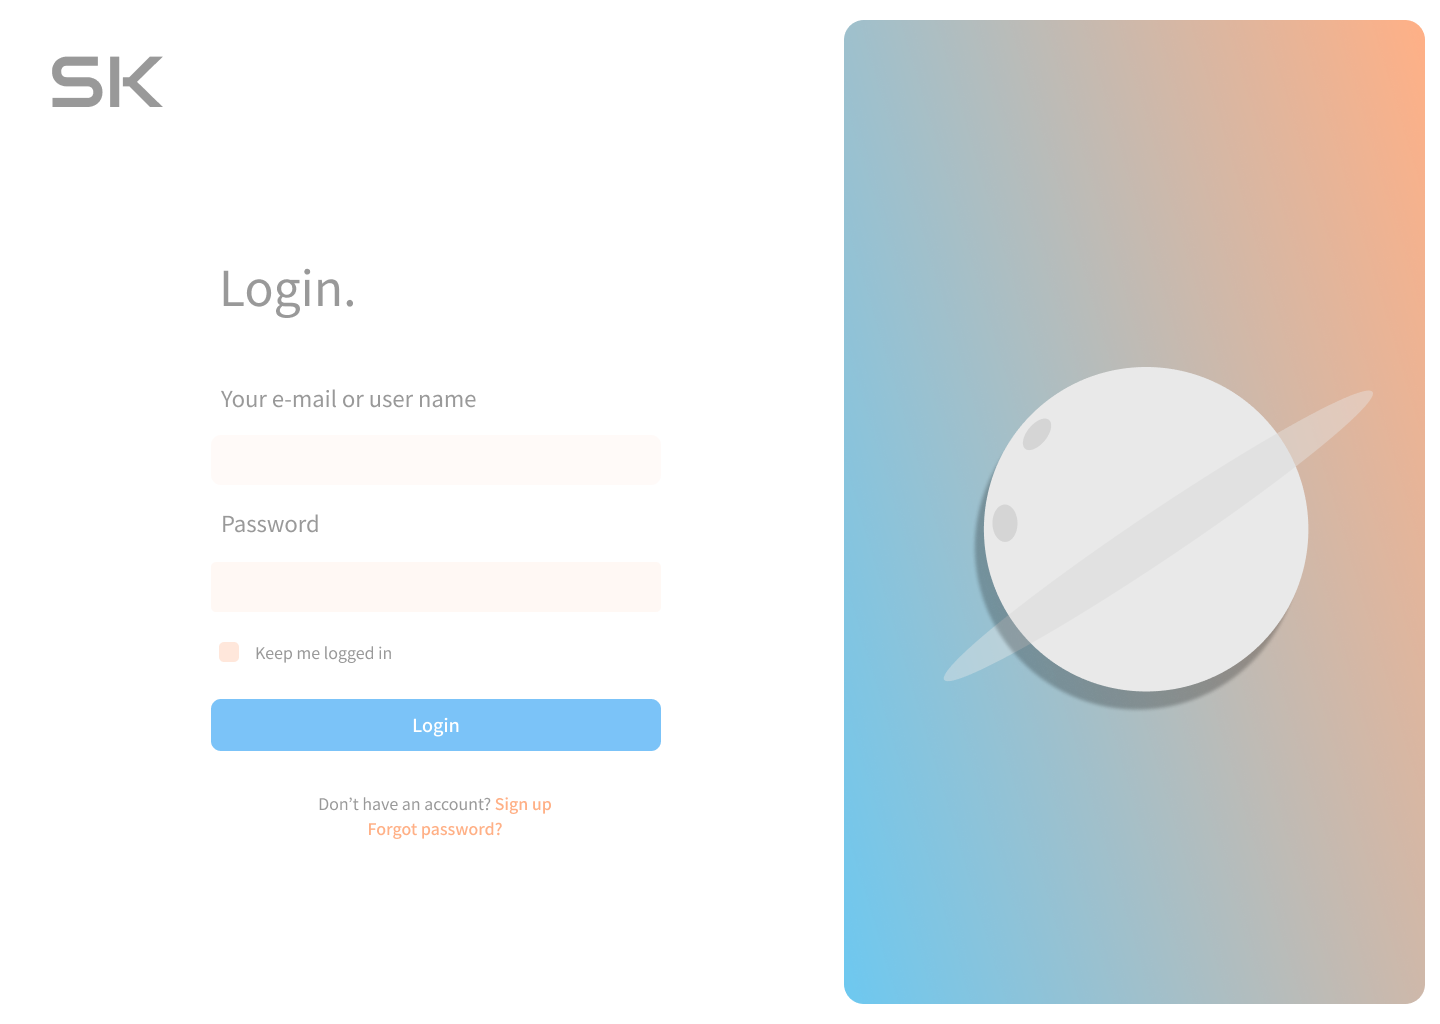 SK
Login.
Your e-mail or user name
Password
Keep me logged in
Login
Don’t have an account? Sign up
Forgot password?